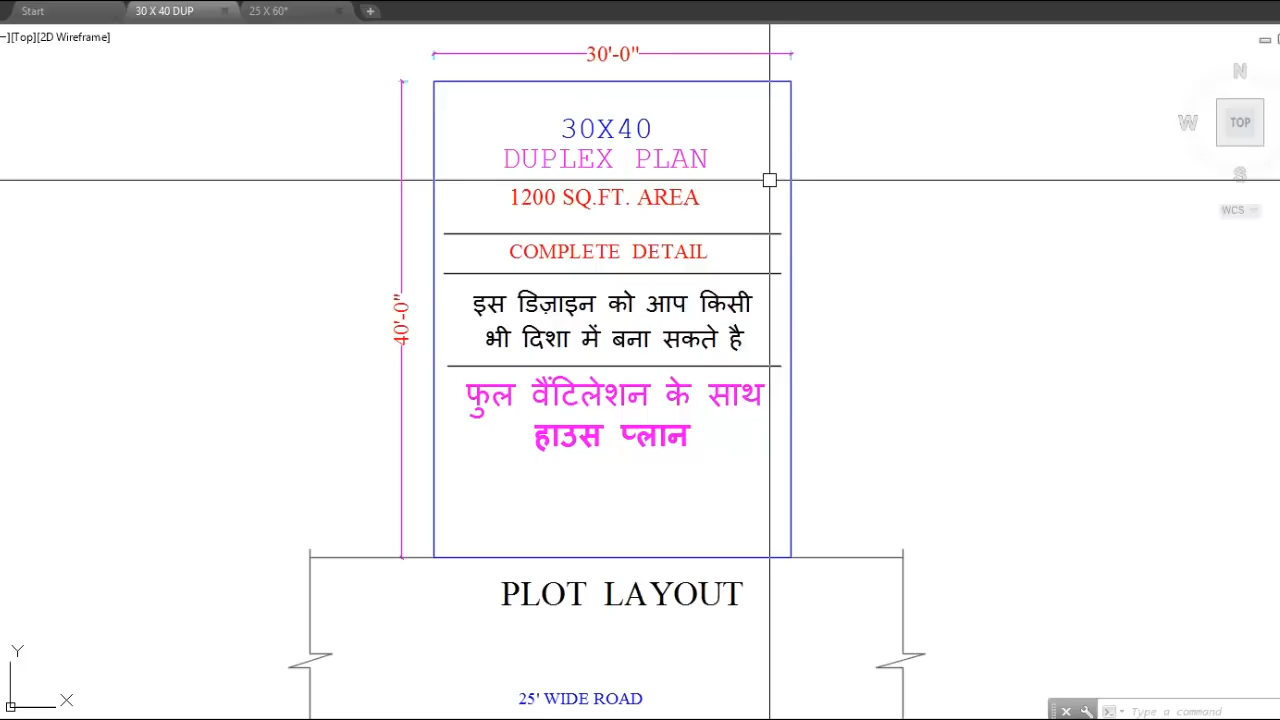 Start
30 X 40 DUP
25 X 60*
−][Top][2D Wireframe]
30'-0"
N
W
TOP
S
WCS
30X40
DUPLEX PLAN
1200 SQ.FT. AREA
COMPLETE DETAIL
इस डिज़ाइन को आप किसी
भी दिशा में बना सकते है
40'-0"
फुल वैंटिलेशन के साथ
हाउस प्लान
PLOT LAYOUT
25' WIDE ROAD
Y
X
Type a command